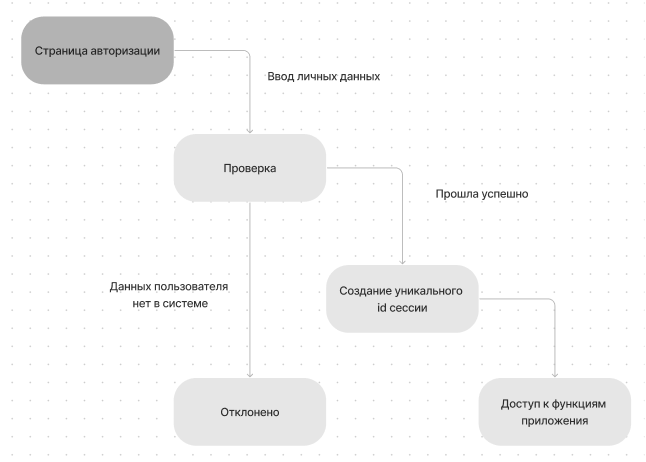 Страница авторизации
Ввод личных данных
Проверка
Прошла успешно
Данных пользователя
нет в системе
Создание уникального
id сессии
Отклонено
Доступ к функциям
приложения